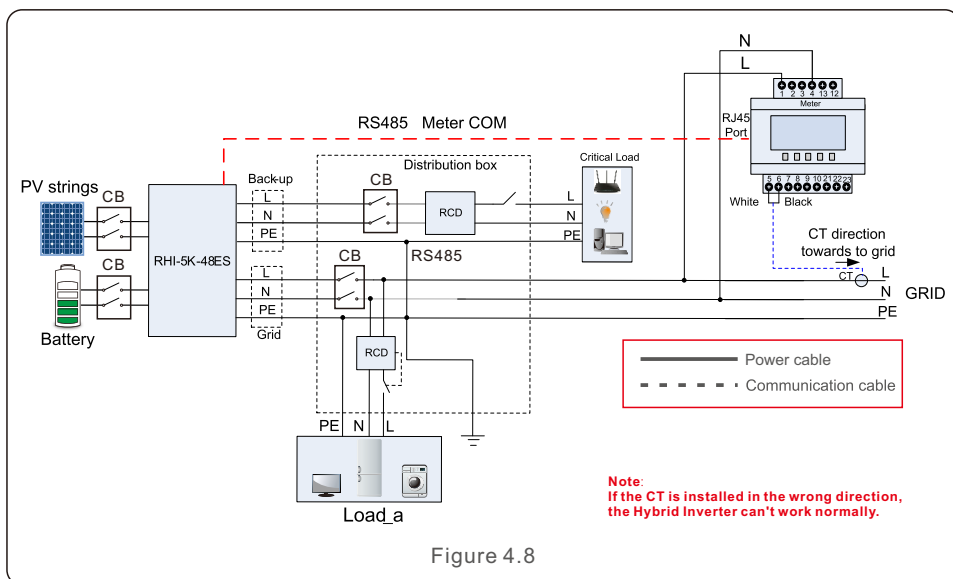 N
L
1 2 3 4 13 12
Meter
RS485 Meter COM
RJ45
Port
Distribution box
Critical Load
PV strings
CB
Back-up
CB
L
N
PE
RCD
L
N
PE
5 6 7 8 9 10 21 22 23
White
Black
RHI-5K-48ES
RS485
CT direction
towards to grid
CB
CB
L
N
PE
Grid
CT
L
N
PE
GRID
Battery
RCD
Power cable
Communication cable
PE N L
Load_a
Note:
If the CT is installed in the wrong direction,
the Hybrid Inverter can't work normally.
Figure 4.8